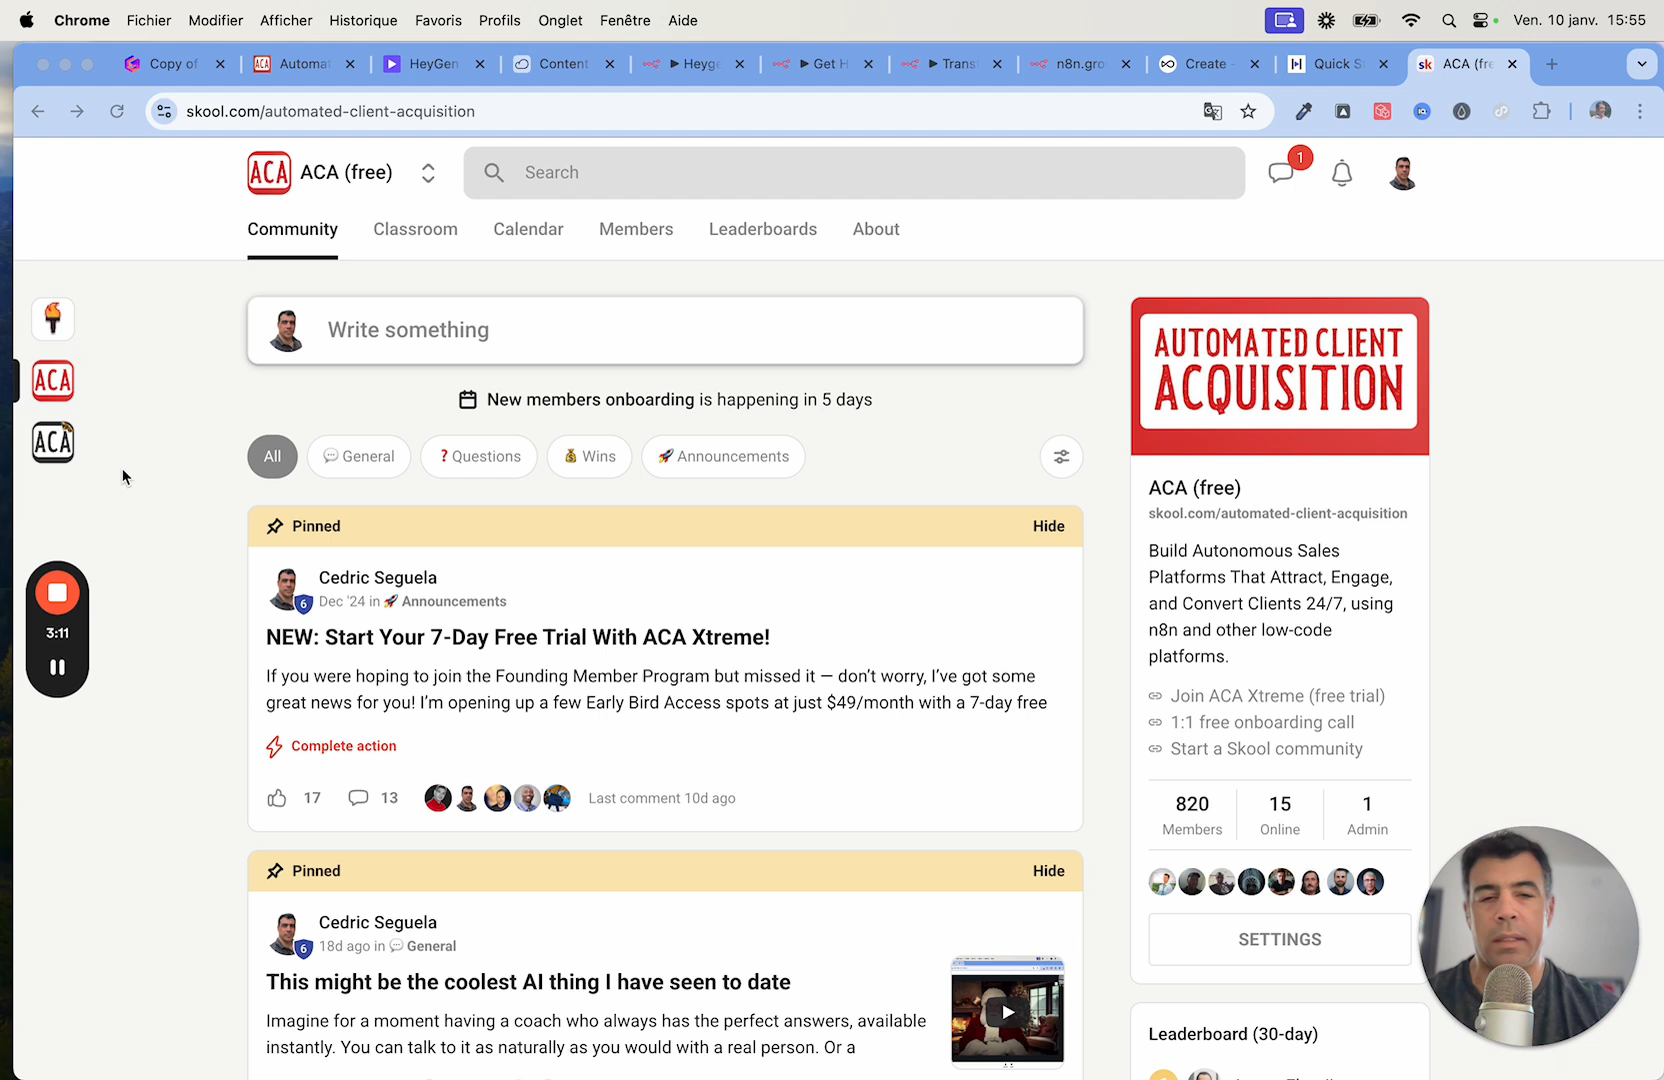 Chrome Fichier Modifier Afficher Historique Favoris Profils Onglet Fenêtre Aide Ven. 10 janv. 15:55
Copy of Automat HeyGen Content Heyge Get H Trans n8n.gro Create - Quick S ACA (fre
skool.com/automated-client-acquisition
ACA ACA (free) Search 1
Community Classroom Calendar Members Leaderboards About
ACA
ACA
3:11
Write something
New members onboarding is happening in 5 days
All General Questions Wins Announcements
Pinned Hide
Cedric Seguela
6 Dec '24 in Announcements
NEW: Start Your 7-Day Free Trial With ACA Xtreme!
If you were hoping to join the Founding Member Program but missed it — don’t worry, I’ve got some
great news for you! I’m opening up a few Early Bird Access spots at just $49/month with a 7-day free
Complete action
17 13 Last comment 10d ago
Pinned Hide
Cedric Seguela
6 18d ago in General
This might be the coolest AI thing I have seen to date
Imagine for a moment having a coach who always has the perfect answers, available
instantly. You can talk to it as naturally as you would with a real person. Or a
AUTOMATED CLIENT
ACQUISITION
ACA (free)
skool.com/automated-client-acquisition
Build Autonomous Sales
Platforms That Attract, Engage,
and Convert Clients 24/7, using
n8n and other low-code
platforms.
Join ACA Xtreme (free trial)
1:1 free onboarding call
Start a Skool community
820 15 1
Members Online Admin
SETTINGS
Leaderboard (30-day)